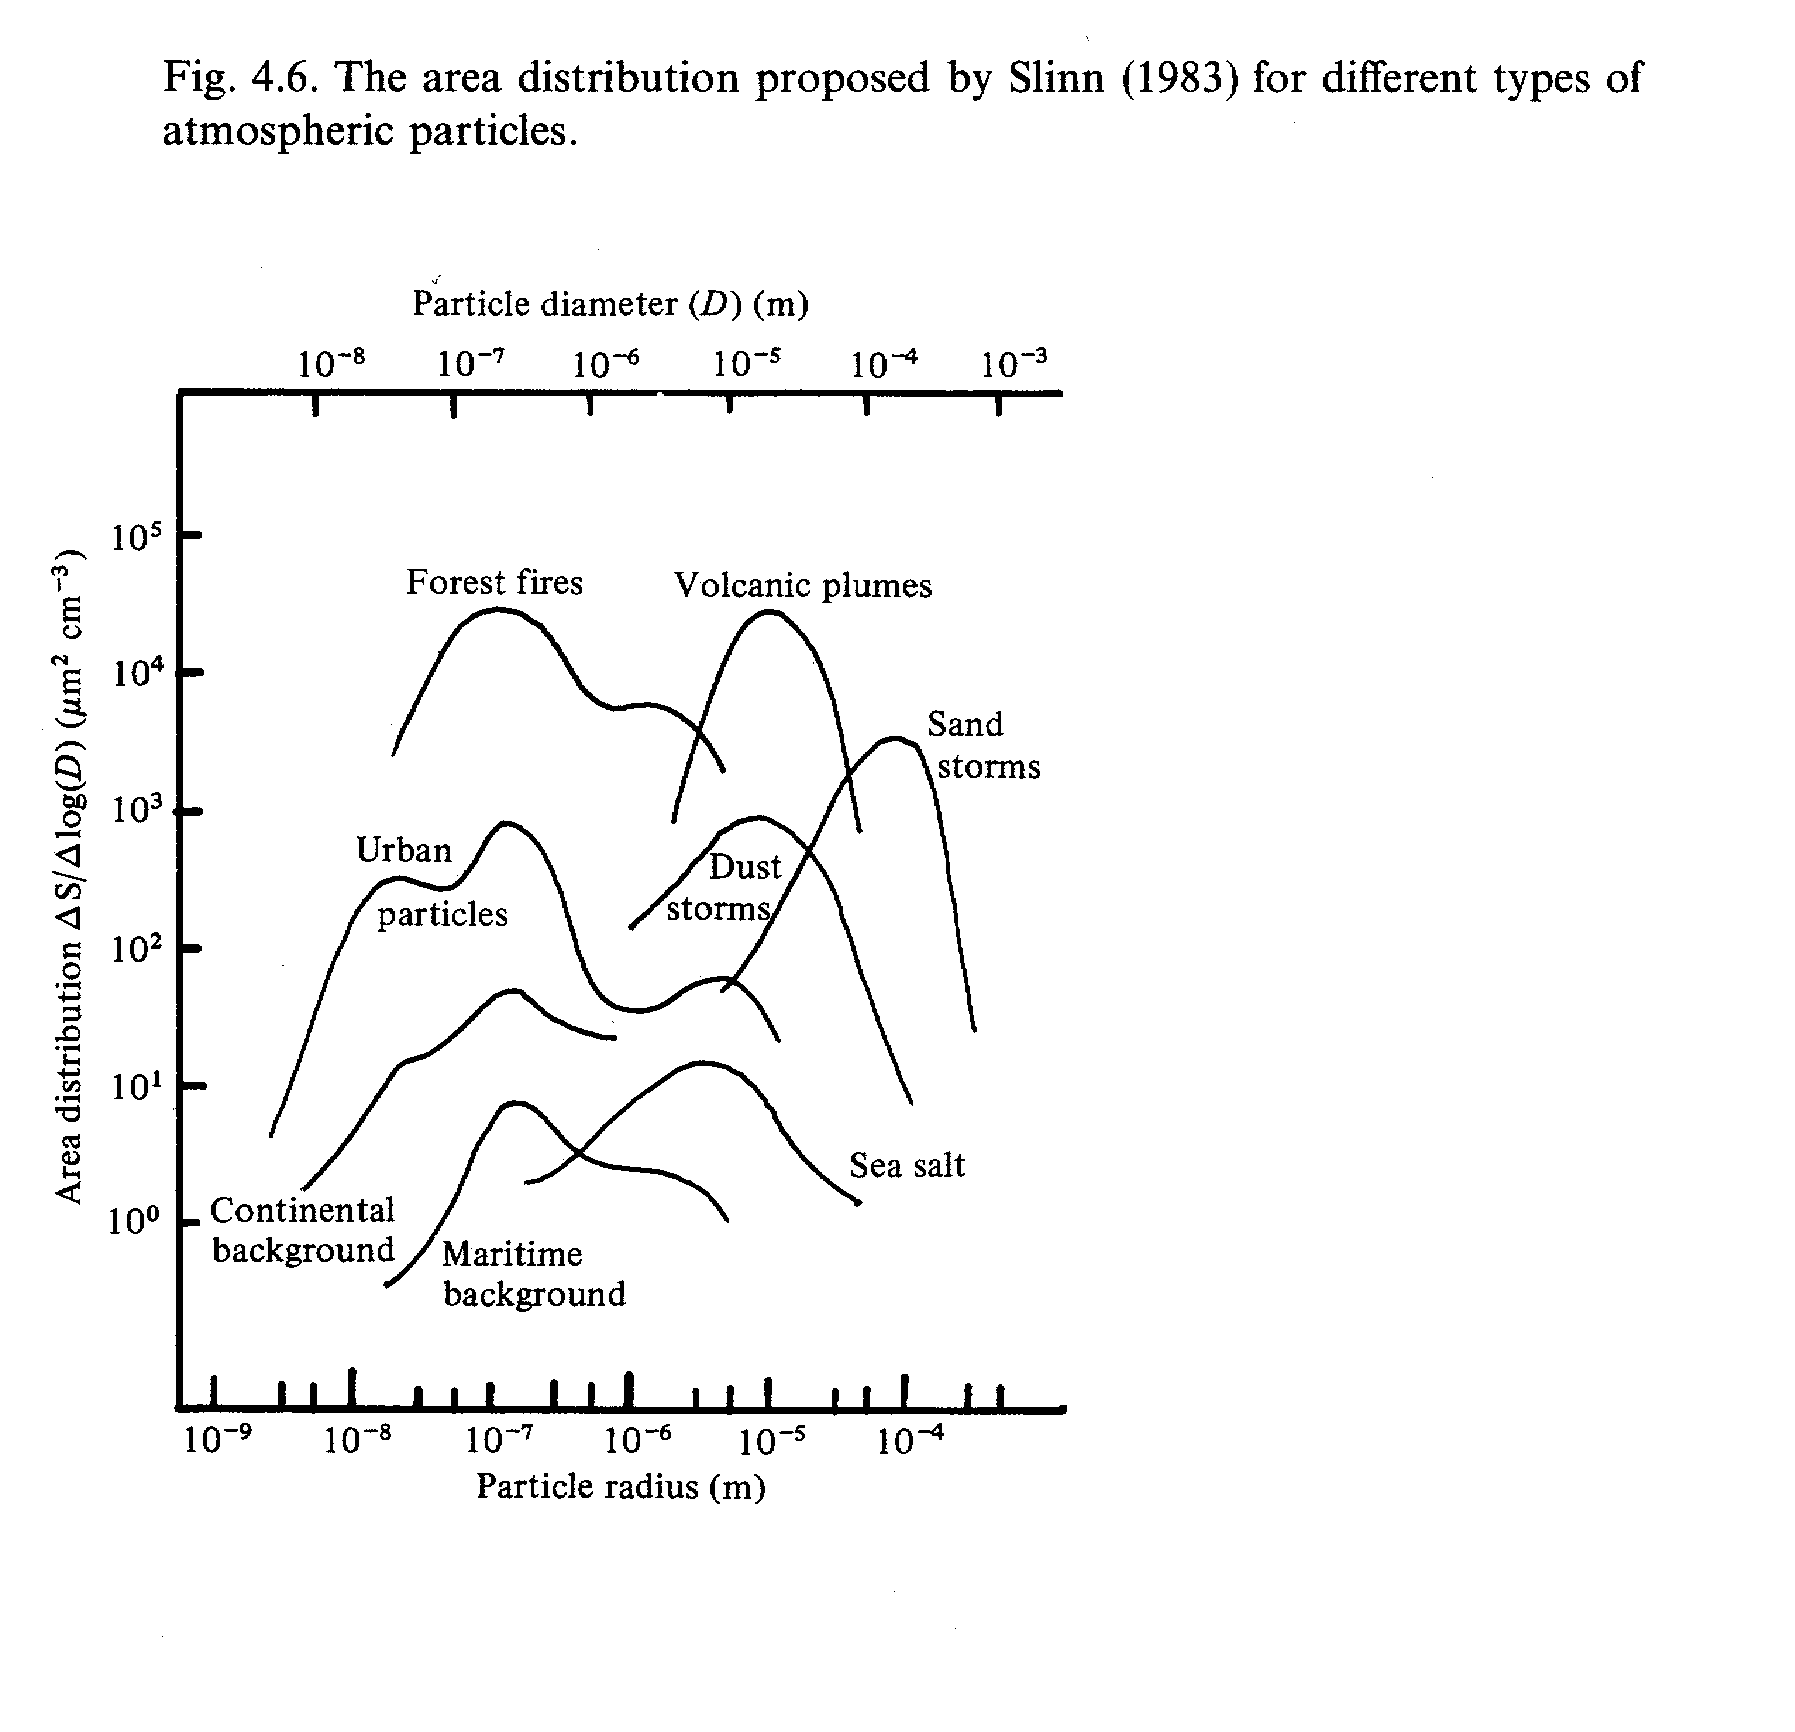 Fig. 4.6. The area distribution proposed by Slinn (1983) for different types of
atmospheric particles.
Particle diameter (D) (m)
10⁻⁸ 10⁻⁷ 10⁻⁶ 10⁻⁵ 10⁻⁴ 10⁻³
Area distribution ΔS/Δlog(D) (μm² cm⁻³)
10⁵
10⁴
10³
10²
10¹
10⁰
Forest fires
Volcanic plumes
Sand
storms
Urban
particles
Dust
storms
Sea salt
Continental
background
Maritime
background
10⁻⁹ 10⁻⁸ 10⁻⁷ 10⁻⁶ 10⁻⁵ 10⁻⁴
Particle radius (m)